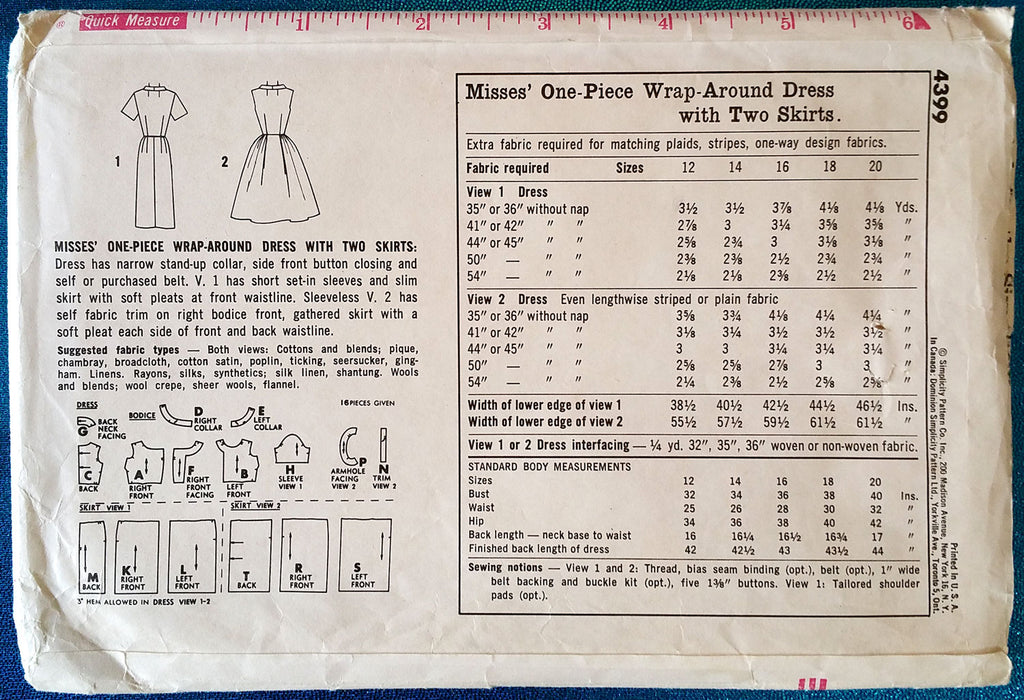 Quick Measure 1 2 3 4 5 6
1 2
MISSES' ONE-PIECE WRAP-AROUND DRESS WITH TWO SKIRTS:
Dress has narrow stand-up collar, side front button closing and
self or purchased belt. V. 1 has short set-in sleeves and slim
skirt with soft pleats at front waistline. Sleeveless V. 2 has
self fabric trim on right bodice front, gathered skirt with a
soft pleat each side of front and back waistline.
Suggested fabric types — Both views: Cottons and blends; pique,
chambray, broadcloth, cotton satin, poplin, ticking, seersucker, ging-
ham. Linens. Rayons, silks, synthetics; silk linen, shantung. Wools
and blends; wool crepe, sheer wools, flannel.
DRESS
16 PIECES GIVEN
BODICE
G BACK NECK FACING
D RIGHT COLLAR
E LEFT COLLAR
C BACK
A RIGHT FRONT
F RIGHT FRONT FACING
B LEFT FRONT
H SLEEVE VIEW 1
P ARMHOLE FACING VIEW 2
N TRIM VIEW 2
SKIRT VIEW 1
SKIRT VIEW 2
M BACK
K RIGHT FRONT
L LEFT FRONT
T BACK
R RIGHT FRONT
S LEFT FRONT
3" HEM ALLOWED IN DRESS VIEW 1-2
Misses' One-Piece Wrap-Around Dress
with Two Skirts.
Extra fabric required for matching plaids, stripes, one-way design fabrics.
Fabric required Sizes 12 14 16 18 20
View 1 Dress
35" or 36" without nap 3½ 3½ 3⅞ 4⅛ 4⅛ Yds.
41" or 42" " " 2⅞ 3 3¼ 3⅝ 3⅝ "
44" or 45" " " 2⅝ 2¾ 3 3⅛ 3⅛ "
50" — " " 2⅜ 2⅜ 2½ 2¾ 2¾ "
54" — " " 2⅛ 2⅛ 2⅜ 2½ 2½ "
View 2 Dress Even lengthwise striped or plain fabric
35" or 36" without nap 3⅝ 3¾ 4⅛ 4¼ 4¼ "
41" or 42" " " 3⅛ 3¼ 3½ 3½ 3½ "
44" or 45" " " 3 3 3¼ 3¼ 3¼ "
50" — " " 2⅝ 2⅝ 2⅞ 3 3 "
54" — " " 2¼ 2⅜ 2½ 2⅝ 2⅝ "
Width of lower edge of view 1 38½ 40½ 42½ 44½ 46½ Ins.
Width of lower edge of view 2 55½ 57½ 59½ 61½ 61½ "
View 1 or 2 Dress interfacing — ¼ yd. 32", 35", 36" woven or non-woven fabric.
STANDARD BODY MEASUREMENTS
Sizes 12 14 16 18 20
Bust 32 34 36 38 40 Ins.
Waist 25 26 28 30 32 "
Hip 34 36 38 40 42 "
Back length — neck base to waist 16 16¼ 16½ 16¾ 17 "
Finished back length of dress 42 42½ 43 43½ 44 "
Sewing notions — View 1 and 2: Thread, bias seam binding (opt.), belt (opt.), 1" wide
belt backing and buckle kit (opt.), five 1⅜" buttons. View 1: Tailored shoulder
pads (opt.).
4399
© Simplicity Pattern Co. Inc., 200 Madison Avenue, New York 16, N. Y.
In Canada: Dominion Simplicity Pattern Ltd., Yorkville Ave., Toronto 5, Ont.
Printed in U. S. A.